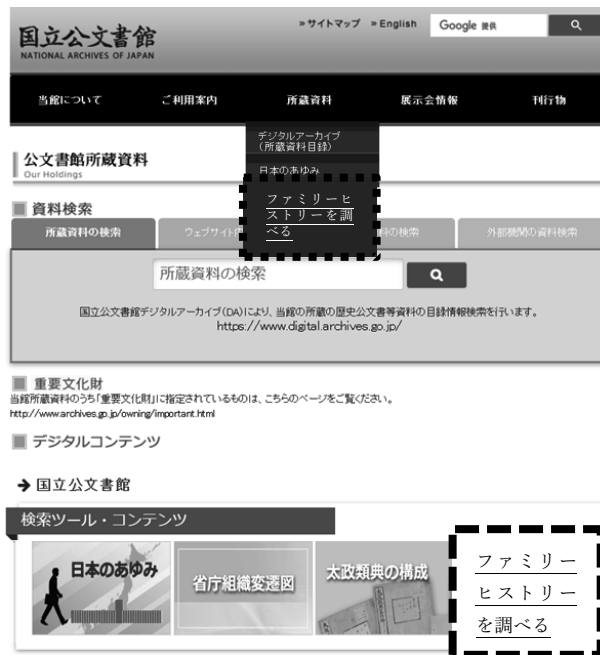 国立公文書館
NATIONAL ARCHIVES OF JAPAN
» サイトマップ » English Google 提供
当館について ご利用案内 所蔵資料 展示会情報 刊行物
デジタルアーカイブ
(所蔵資料目録)
日本のあゆみ
ファミリーヒ
ストリーを調
べる
公文書館所蔵資料
Our Holdings
資料検索
所蔵資料の検索 ウェブサイト の検索 外部機関の資料検索
所蔵資料の検索
国立公文書館デジタルアーカイブ(DA)により、当館の所蔵の歴史公文書等資料の目録情報検索を行います。
https://www.digital.archives.go.jp/
重要文化財
当館所蔵資料のうち「重要文化財」に指定されているものは、こちらのページをご覧ください。
http://www.archives.go.jp/owning/important.html
デジタルコンテンツ
国立公文書館
検索ツール・コンテンツ
日本のあゆみ
省庁組織変遷図
太政類典の構成
ファミリー
ヒストリー
を調べる